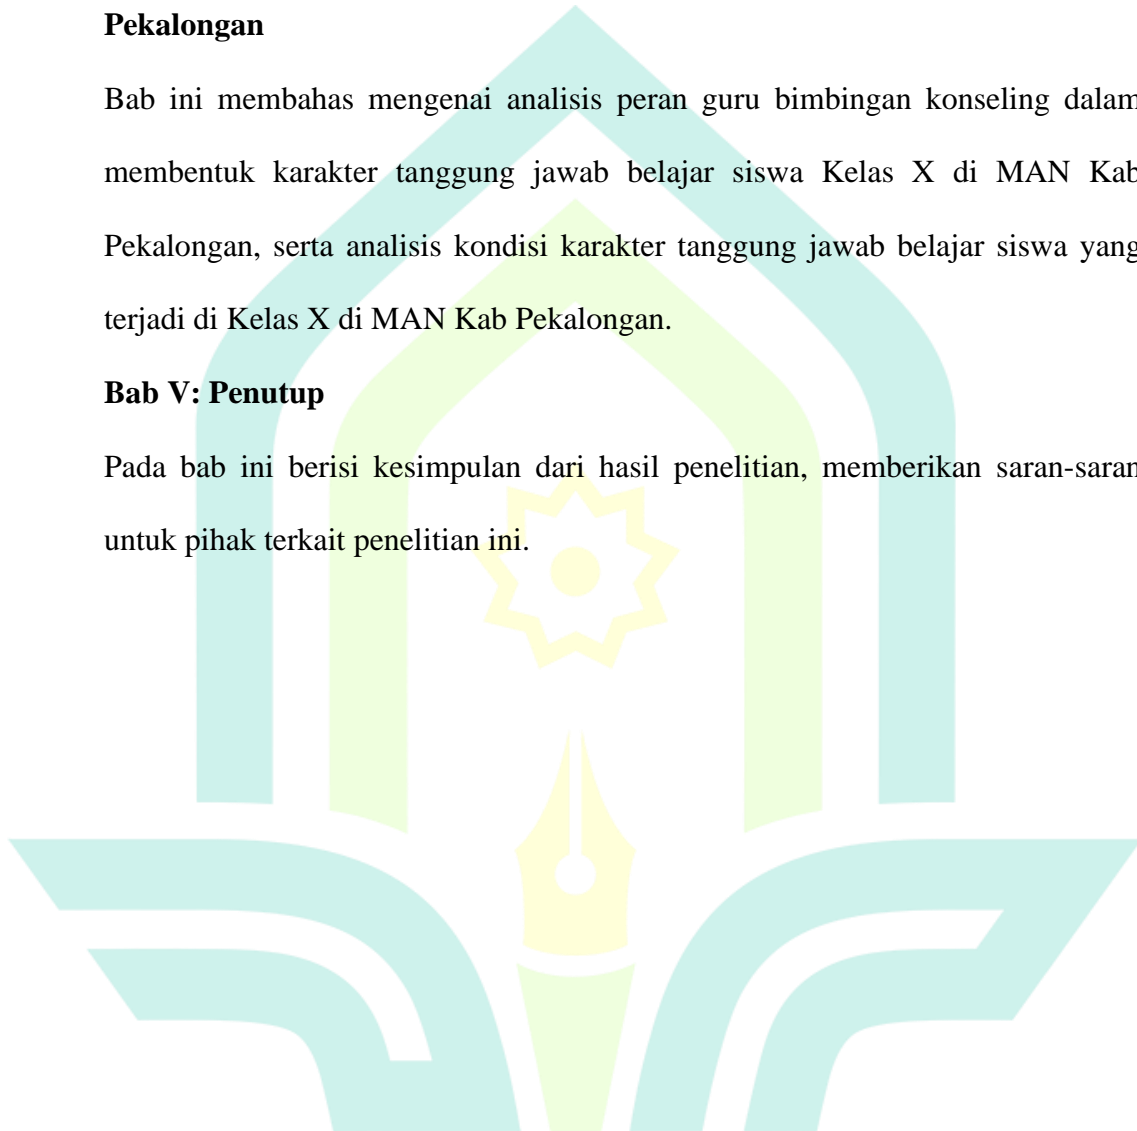 Pekalongan
Bab ini membahas mengenai analisis peran guru bimbingan konseling dalam
membentuk karakter tanggung jawab belajar siswa Kelas X di MAN Kab
Pekalongan, serta analisis kondisi karakter tanggung jawab belajar siswa yang
terjadi di Kelas X di MAN Kab Pekalongan.
Bab V: Penutup
Pada bab ini berisi kesimpulan dari hasil penelitian, memberikan saran-saran
untuk pihak terkait penelitian ini.